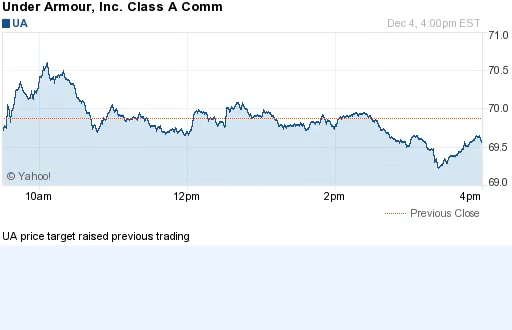 Under Armour, Inc. Class A Comm
UA
Dec 4, 4:00pm EST
71.0
70.5
70.0
69.5
69.0
© Yahoo!
10am 12pm 2pm 4pm
Previous Close
UA price target raised previous trading